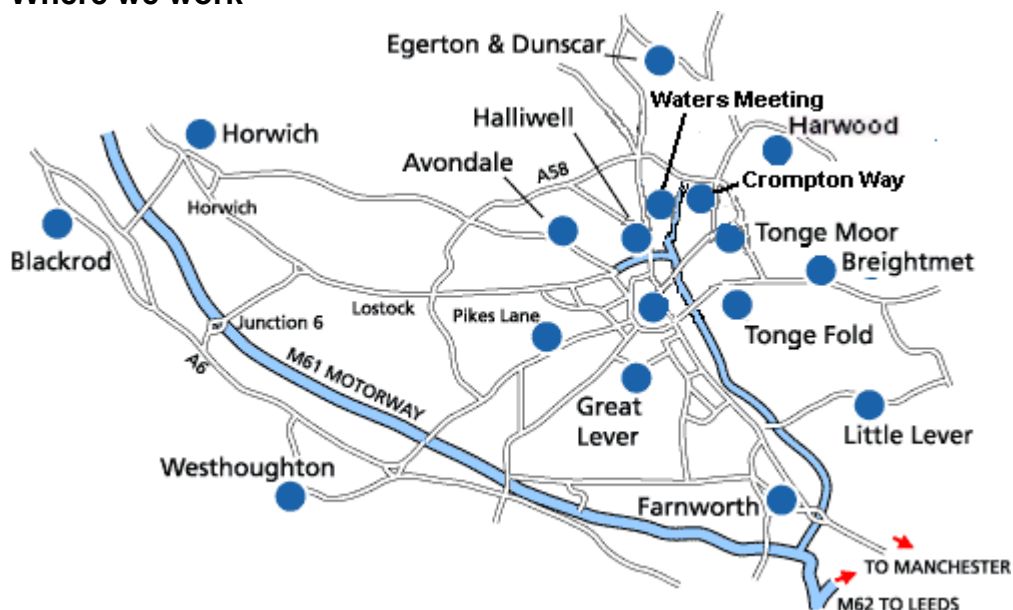 Where we work
Egerton & Dunscar
Waters Meeting
Halliwell
Harwood
Horwich
Avondale
A58
Crompton Way
Horwich
Tonge Moor
Blackrod
Breightmet
Lostock
Pikes Lane
Junction 6
Tonge Fold
A6
M61 MOTORWAY
Great
Lever
Little Lever
Westhoughton
Farnworth
TO MANCHESTER
M62 TO LEEDS